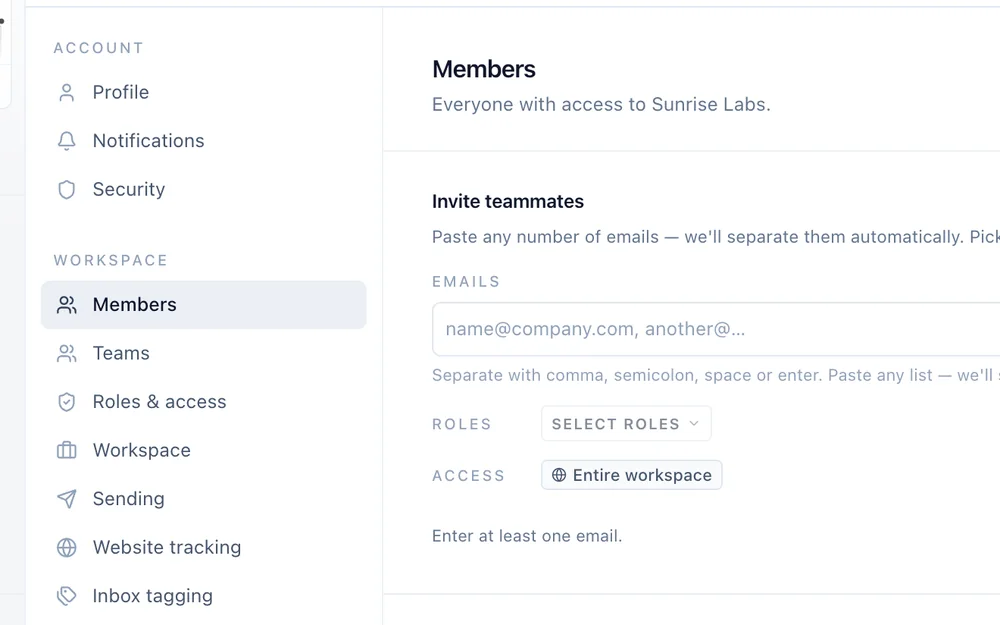 ACCOUNT
Profile
Notifications
Security
WORKSPACE
Members
Teams
Roles & access
Workspace
Sending
Website tracking
Inbox tagging
Members
Everyone with access to Sunrise Labs.
Invite teammates
Paste any number of emails — we'll separate them automatically. Pick
EMAILS
name@company.com, another@...
Separate with comma, semicolon, space or enter. Paste any list — we'll
ROLES
SELECT ROLES
ACCESS
Entire workspace
Enter at least one email.